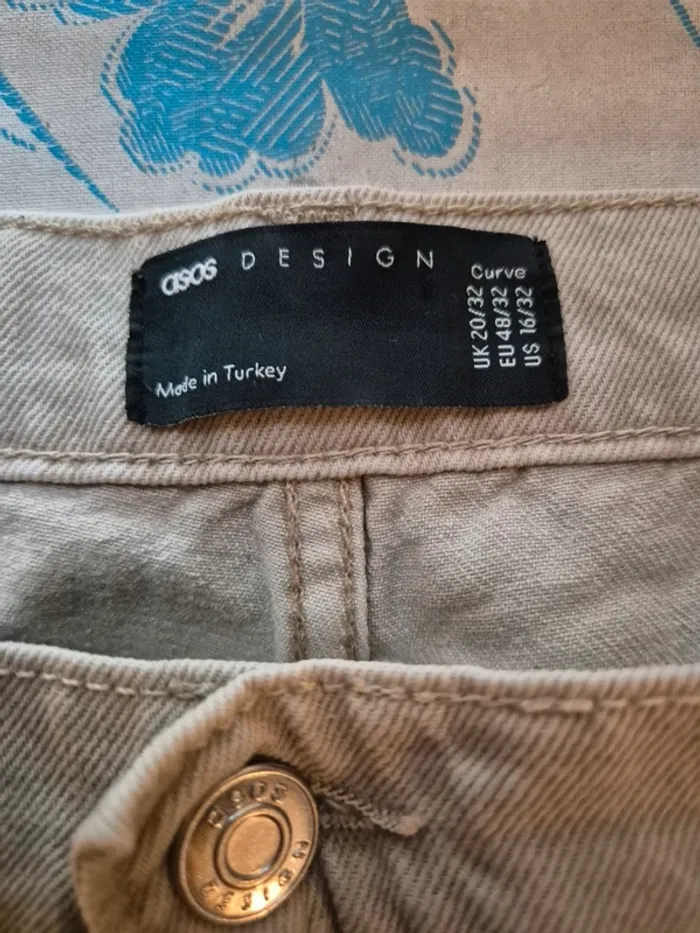 asos DESIGN
Curve
UK 20/32
EU 48/32
US 16/32
Made in Turkey
asos
DESIGN